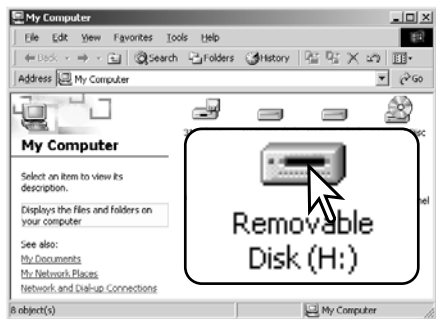 My Computer
File Edit View Favorites Tools Help
Back Search Folders History
Address My Computer Go
My Computer
Select an item to view its
description.
Displays the files and folders on
your computer
See also:
My Documents
My Network Places
Network and Dial-up Connections
Removable
Disk (H:)
8 object(s) My Computer